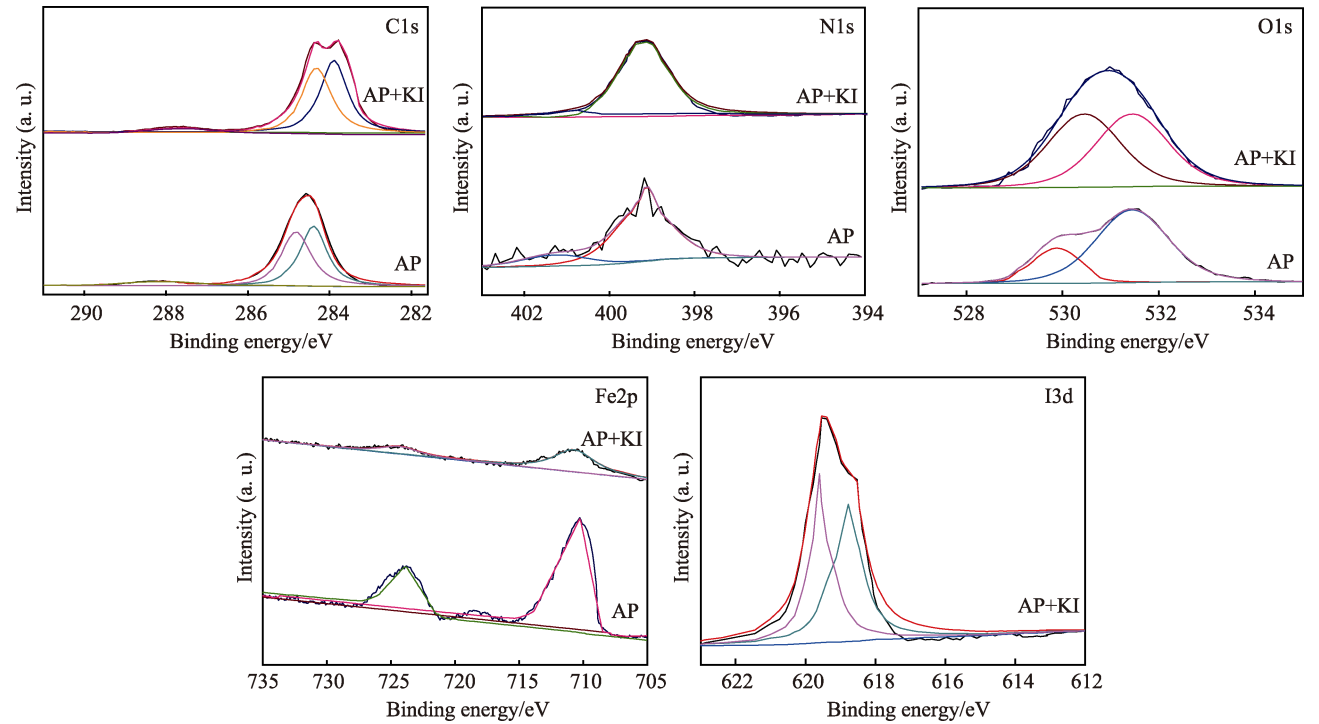 C1s
AP+KI
AP
Intensity (a. u.)
290 288 286 284 282
Binding energy/eV
N1s
AP+KI
AP
Intensity (a. u.)
402 400 398 396 394
Binding energy/eV
O1s
AP+KI
AP
Intensity (a. u.)
528 530 532 534
Binding energy/eV
Fe2p
AP+KI
AP
Intensity (a. u.)
735 730 725 720 715 710 705
Binding energy/eV
I3d
AP+KI
Intensity (a. u.)
622 620 618 616 614 612
Binding energy/eV